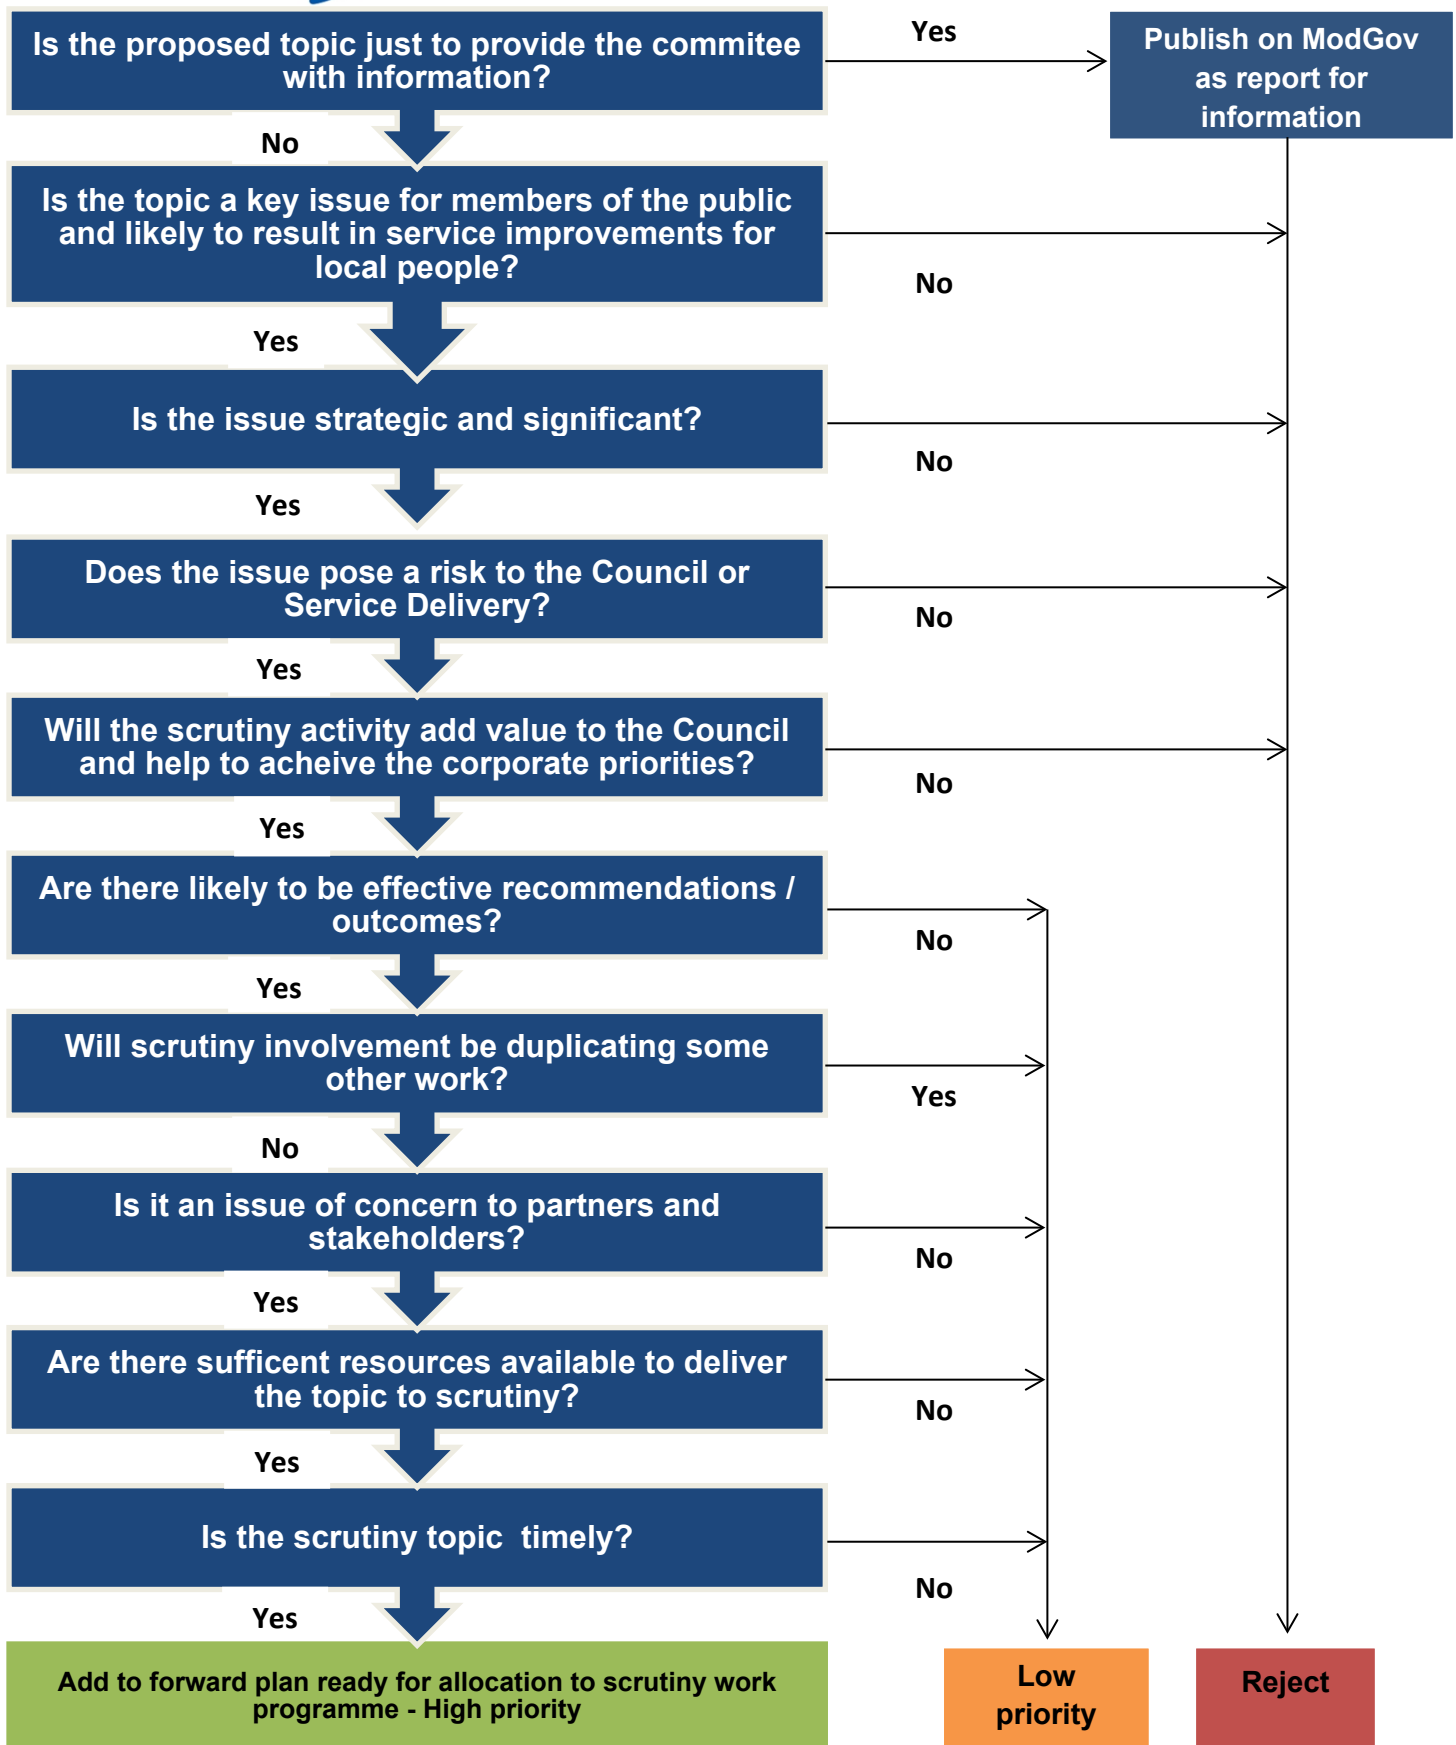 Is the proposed topic just to provide the commitee
with information?
Yes
Publish on ModGov
as report for
information
No
Is the topic a key issue for members of the public
and likely to result in service improvements for
local people?
No
Yes
Is the issue strategic and significant?
No
Yes
Does the issue pose a risk to the Council or
Service Delivery?
No
Yes
Will the scrutiny activity add value to the Council
and help to acheive the corporate priorities?
No
Yes
Are there likely to be effective recommendations /
outcomes?
No
Yes
Will scrutiny involvement be duplicating some
other work?
Yes
No
Is it an issue of concern to partners and
stakeholders?
No
Yes
Are there sufficent resources available to deliver
the topic to scrutiny?
No
Yes
Is the scrutiny topic  timely?
No
Yes
Add to forward plan ready for allocation to scrutiny work
programme - High priority
Low
priority
Reject